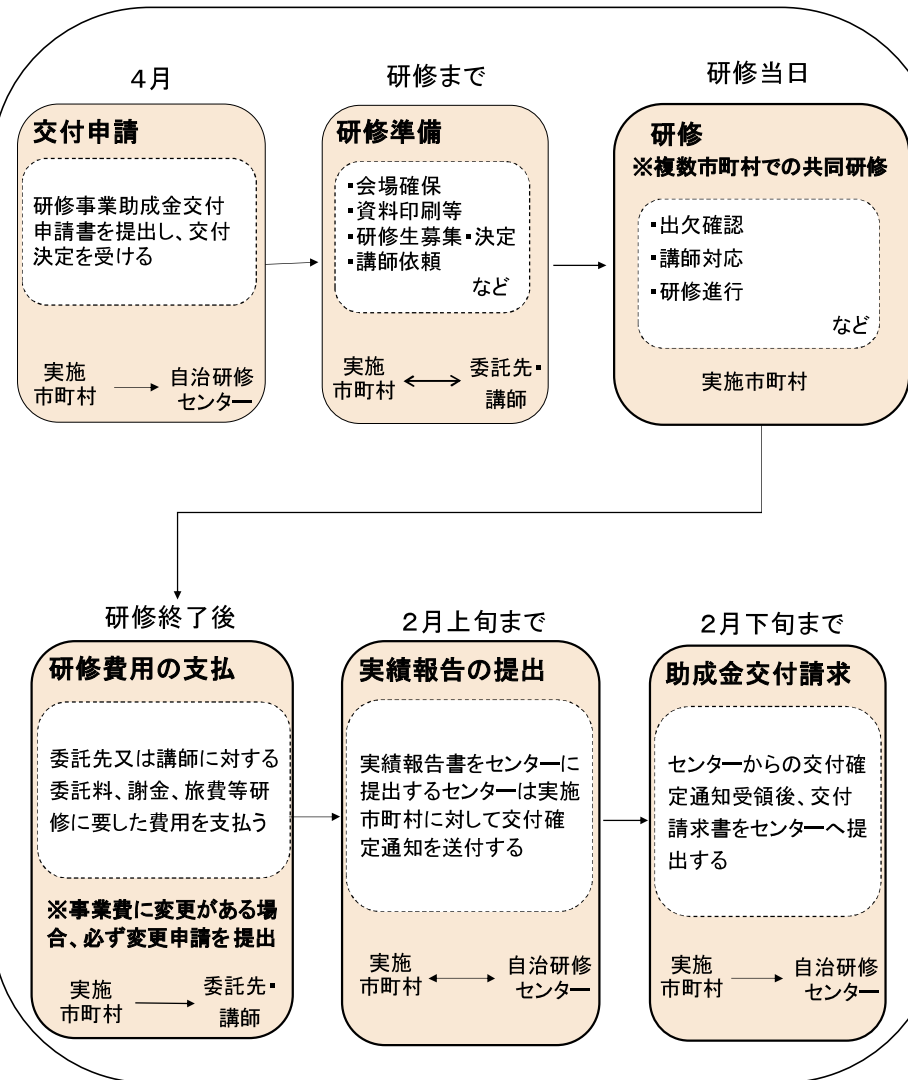 4月
交付申請
研修事業助成金交付
申請書を提出し、交付
決定を受ける
実施
市町村
自治研修
センター
研修まで
研修準備
▪会場確保
▪資料印刷等
▪研修生募集▪決定
▪講師依頼
など
実施
市町村
委託先▪
講師
研修当日
研修
※複数市町村での共同研修
▪出欠確認
▪講師対応
▪研修進行
など
実施市町村
研修終了後
研修費用の支払
委託先又は講師に対する
委託料、謝金、旅費等研
修に要した費用を支払う
※事業費に変更がある場
合、必ず変更申請を提出
実施
市町村
委託先▪
講師
2月上旬まで
実績報告の提出
実績報告書をセンターに
提出するセンターは実施
市町村に対して交付確
定通知を送付する
実施
市町村
自治研修
センター
2月下旬まで
助成金交付請求
センターからの交付確
定通知受領後、交付
請求書をセンターへ提
出する
実施
市町村
自治研修
センター